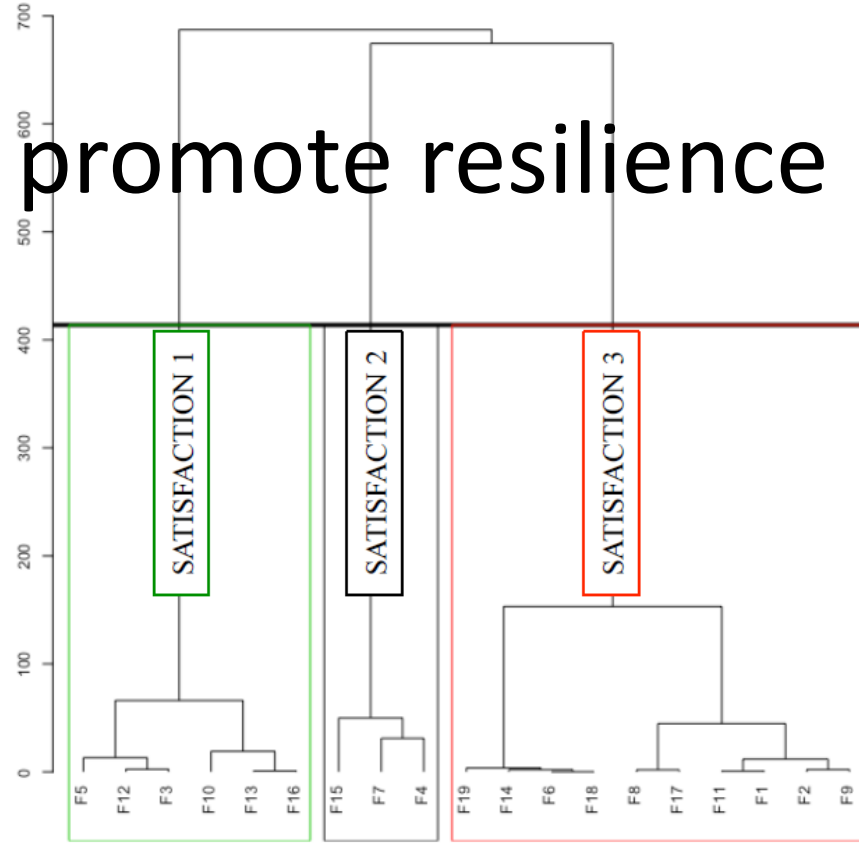 700
promote resilience
600
500
400
300
200
100
0
SATISFACTION 1
SATISFACTION 2
SATISFACTION 3
F5 F12 F3 F10 F13 F16 F15 F7 F4 F19 F14 F6 F18 F8 F17 F11 F1 F2 F9